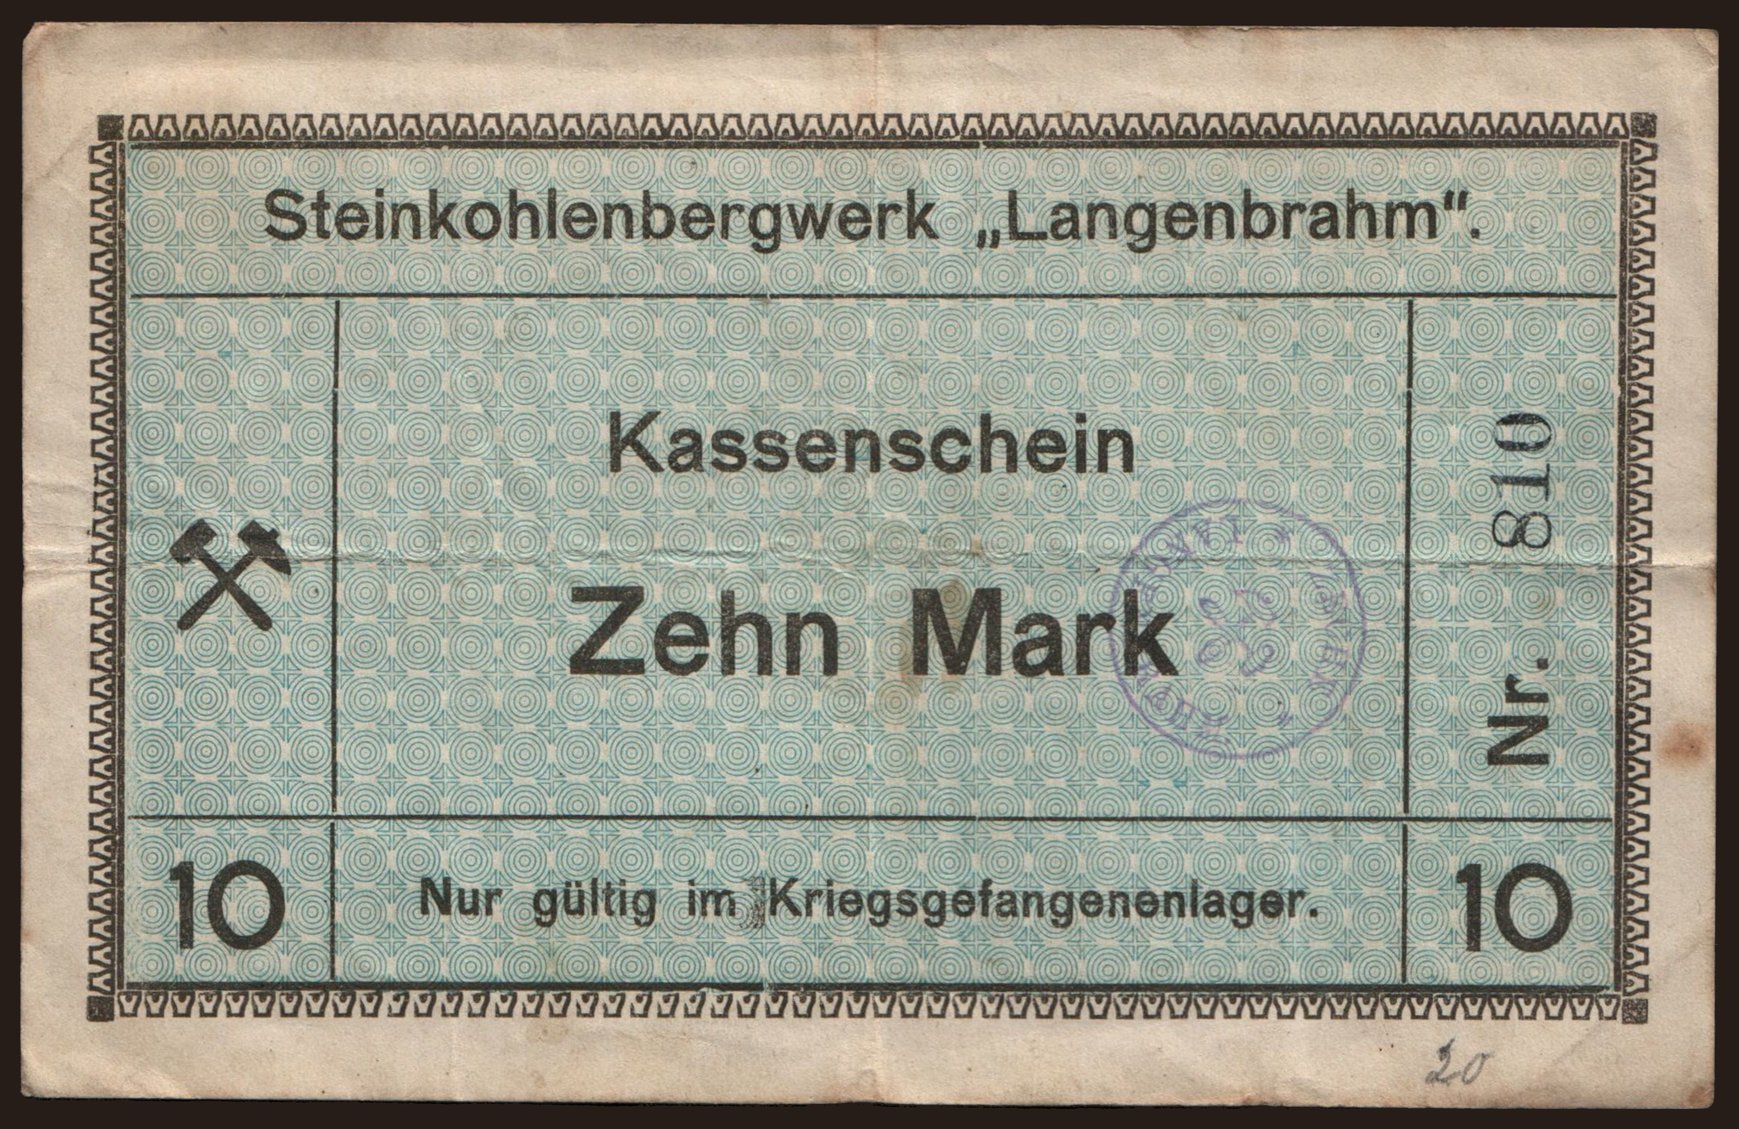 Steinkohlenbergwerk „Langenbrahm“.
Kassenschein
Zehn Mark
Nr. 810
10
Nur gültig im Kriegsgefangenenlager.
10
20